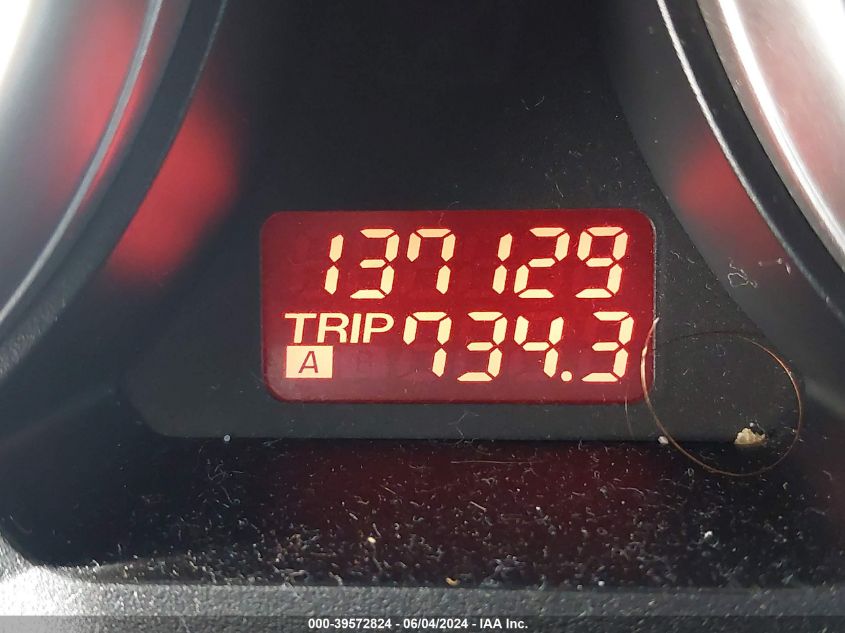 137129
TRIP 734.3
A
000-39572824 - 06/04/2024 - IAA Inc.